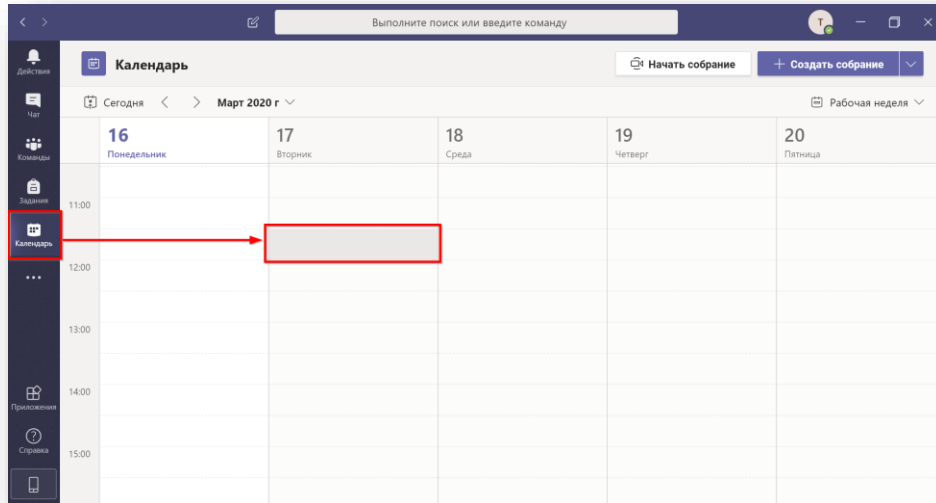 Выполните поиск или введите команду
T
Действия
Чат
Команды
Задания
Календарь
Приложения
Справка
Календарь
Начать собрание
+ Создать собрание
Сегодня
Март 2020 г
Рабочая неделя
16
Понедельник
17
Вторник
18
Среда
19
Четверг
20
Пятница
11:00
12:00
13:00
14:00
15:00